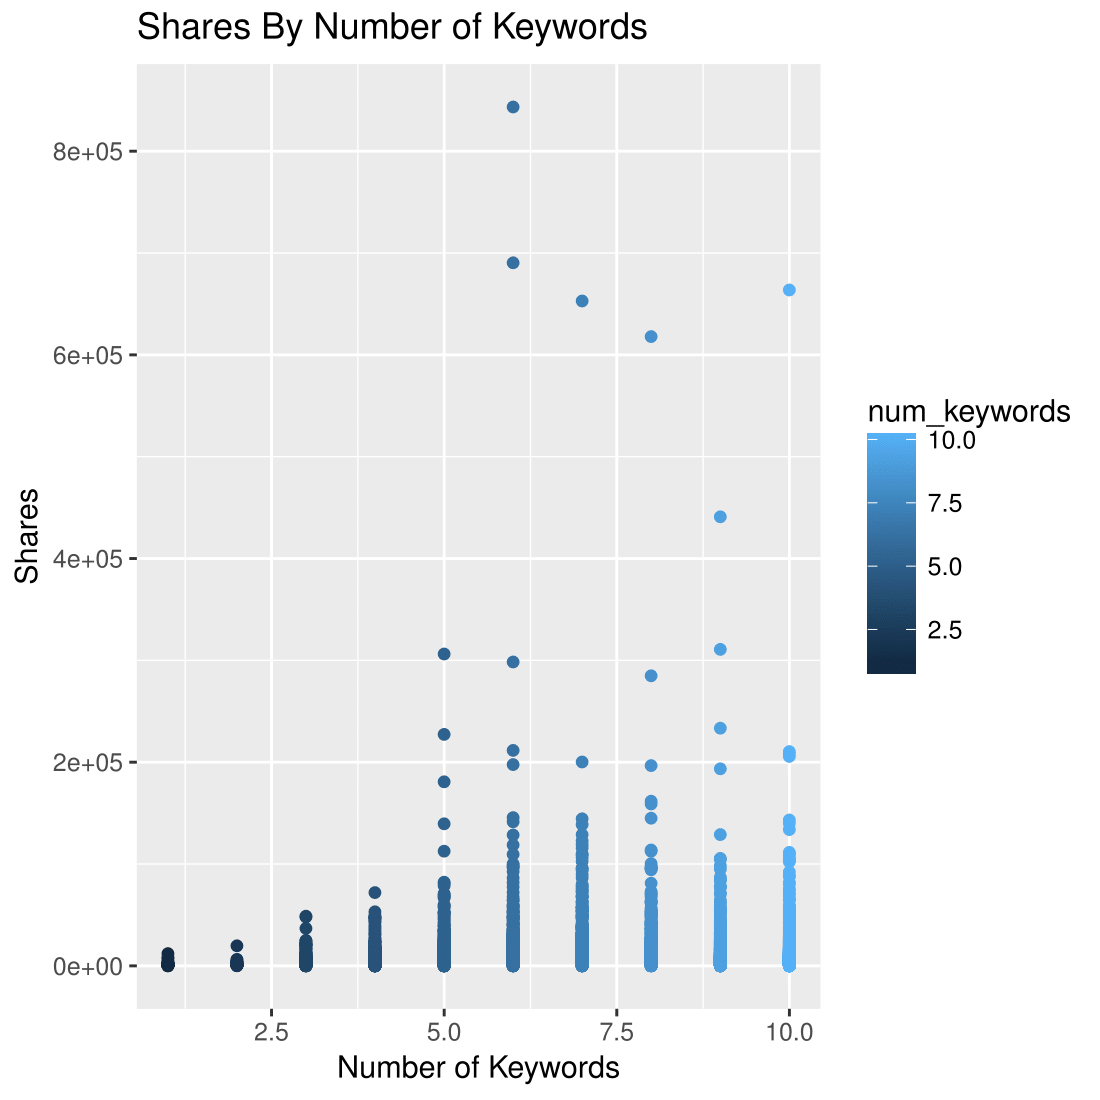 Shares By Number of Keywords
8e+05
6e+05
4e+05
2e+05
0e+00
Shares
2.5 5.0 7.5 10.0
Number of Keywords
num_keywords
10.0
7.5
5.0
2.5